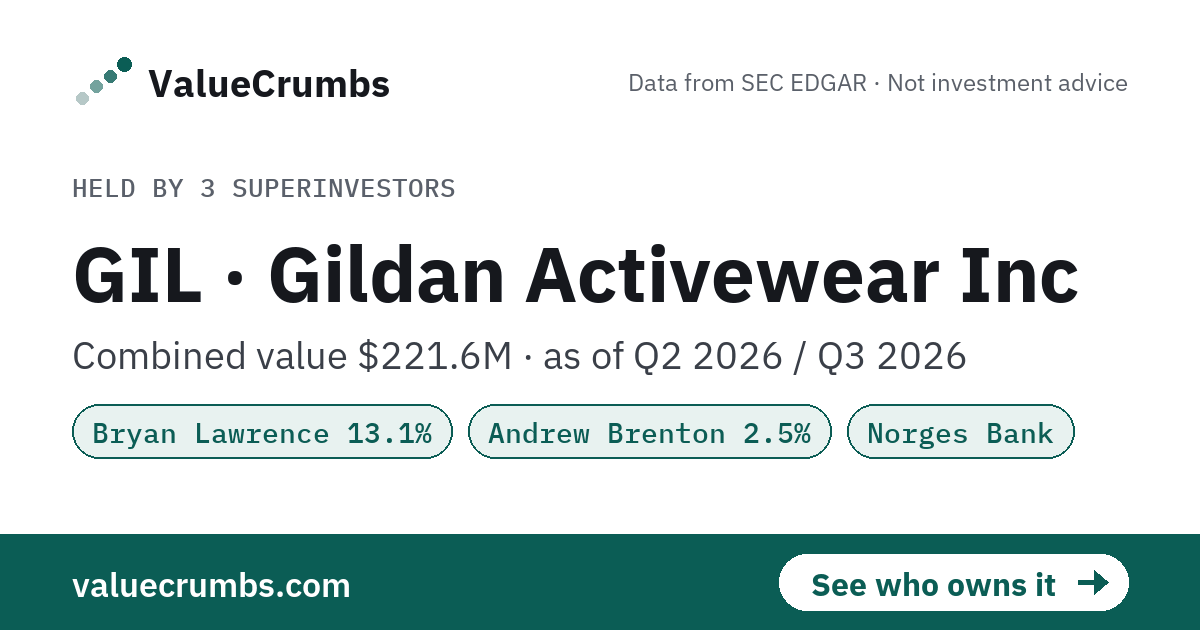 ValueCrumbs
Data from SEC EDGAR · Not investment advice
HELD BY 3 SUPERINVESTORS
GIL · Gildan Activewear Inc
Combined value $221.6M · as of Q2 2026 / Q3 2026
Bryan Lawrence 13.1% Andrew Brenton 2.5% Norges Bank
valuecrumbs.com
See who owns it →